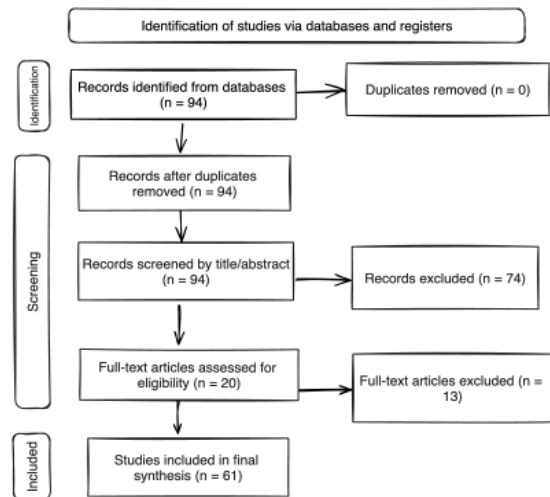 Identification of studies via databases and registers
Identification
Records identified from databases
(n = 94)
Duplicates removed (n = 0)
Screening
Records after duplicates
removed (n = 94)
Records screened by title/abstract
(n = 94)
Records excluded (n = 74)
Full-text articles assessed for
eligibility (n = 20)
Full-text articles excluded (n =
13)
Included
Studies included in final
synthesis (n = 61)